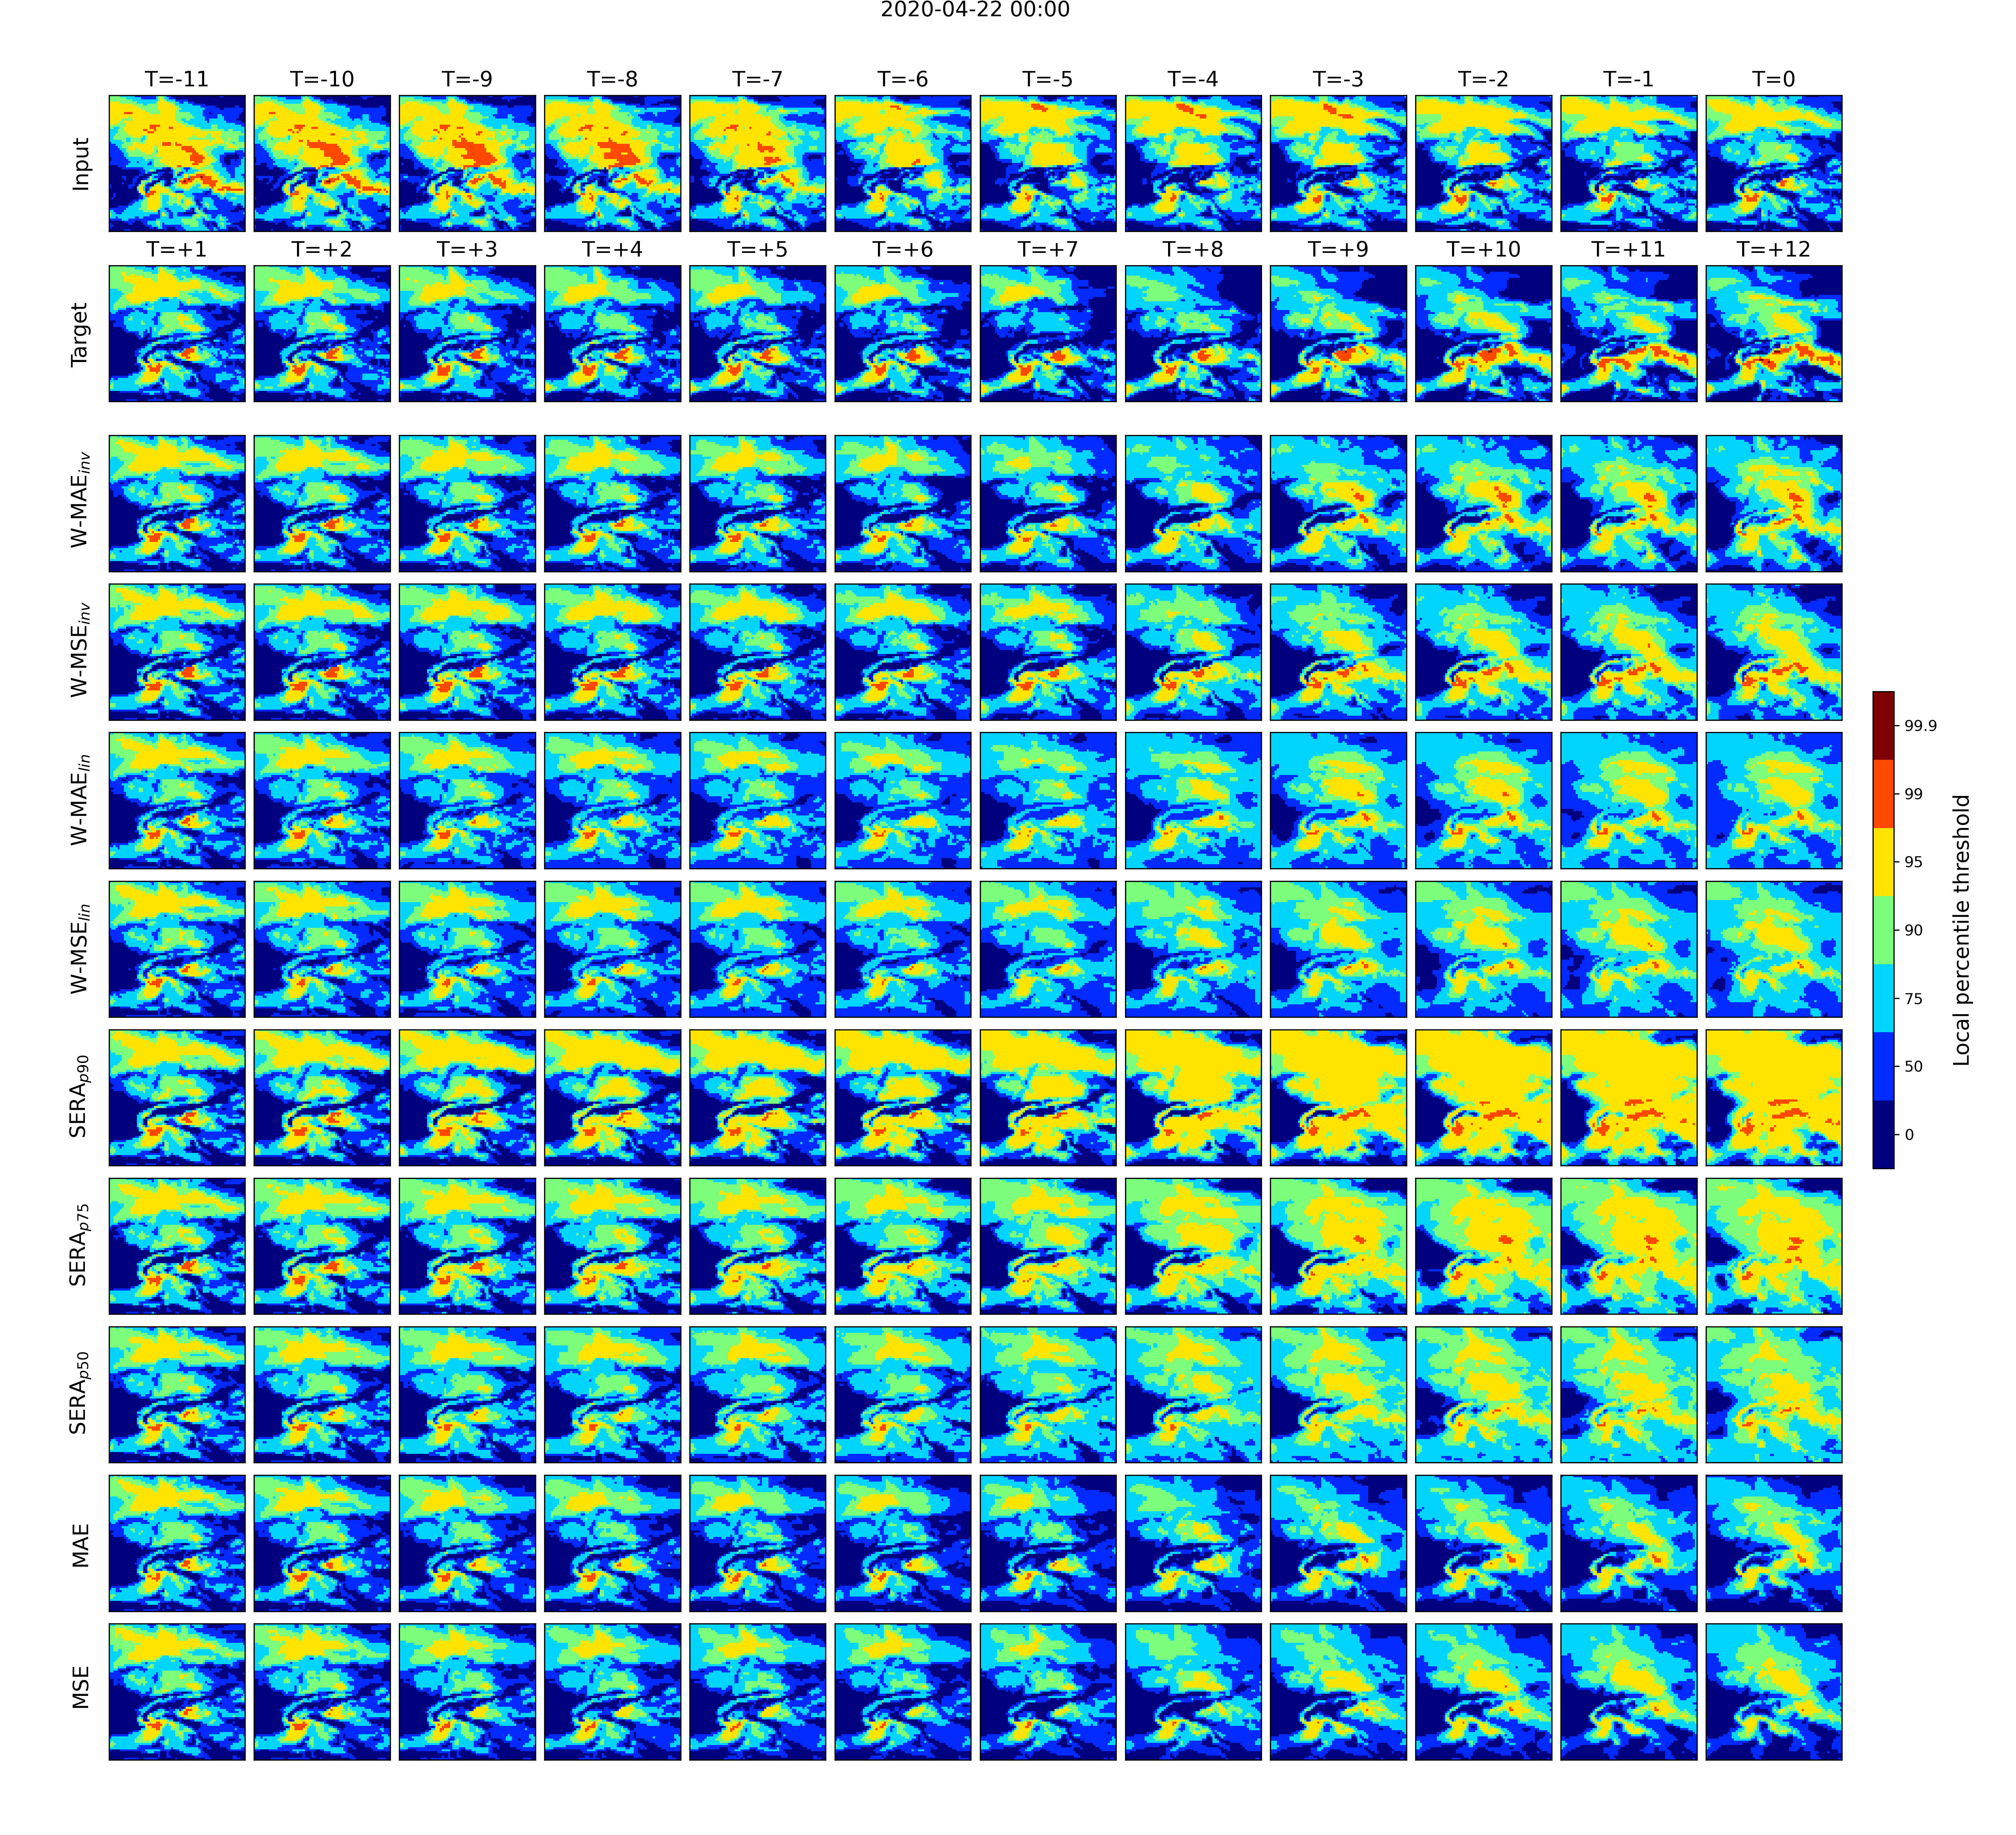 2020-04-22 00:00
T=-11 T=-10 T=-9 T=-8 T=-7 T=-6 T=-5 T=-4 T=-3 T=-2 T=-1 T=0
Input
T=+1 T=+2 T=+3 T=+4 T=+5 T=+6 T=+7 T=+8 T=+9 T=+10 T=+11 T=+12
Target
W-MAEinv
W-MSEinv
W-MAElin
W-MSElin
SERAp90
SERAp75
SERAp50
MAE
MSE
99.9
99
95
90
75
50
0
Local percentile threshold